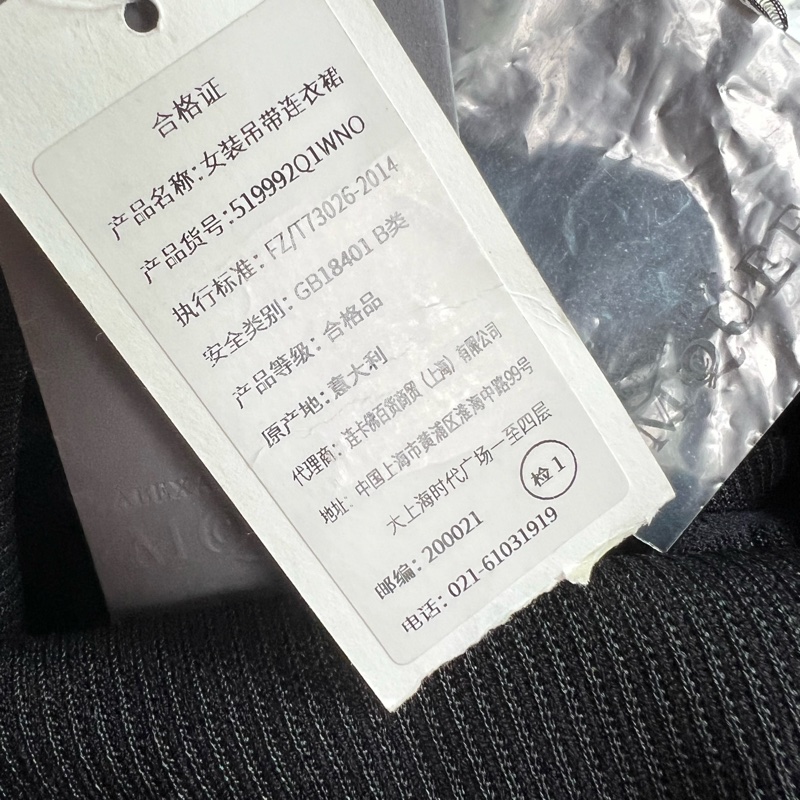 合格证
产品名称:女装吊带连衣裙
产品货号:519992Q1WNO
执行标准:FZ/T73026-2014
安全类别:GB18401 B类
产品等级:合格品
原产地:意大利
代理商:连卡佛百货商贸(上海)有限公司
地址:中国上海市黄浦区淮海中路99号
大上海时代广场一至四层
检1
邮编:200021
电话:021-61031919
ALEXA
MQ
MQUEE